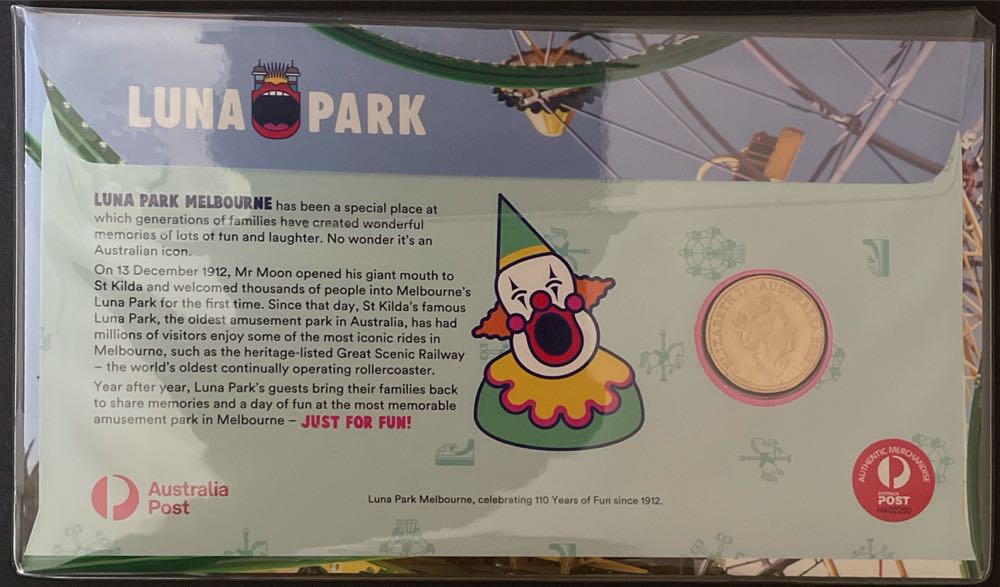 LUNA PARK
LUNA PARK MELBOURNE has been a special place at
which generations of families have created wonderful
memories of lots of fun and laughter. No wonder it's an
Australian icon.
On 13 December 1912, Mr Moon opened his giant mouth to
St Kilda and welcomed thousands of people into Melbourne's
Luna Park for the first time. Since that day, St Kilda's famous
Luna Park, the oldest amusement park in Australia, has had
millions of visitors enjoy some of the most iconic rides in
Melbourne, such as the heritage-listed Great Scenic Railway
– the world's oldest continually operating rollercoaster.
Year after year, Luna Park's guests bring their families back
to share memories and a day of fun at the most memorable
amusement park in Melbourne – JUST FOR FUN!
ELIZABETH II · AUSTRALIA 2022
Australia
Post
Luna Park Melbourne, celebrating 110 Years of Fun since 1912.
AUTHENTIC MERCHANDISE
AUSTRALIA
POST
H402290